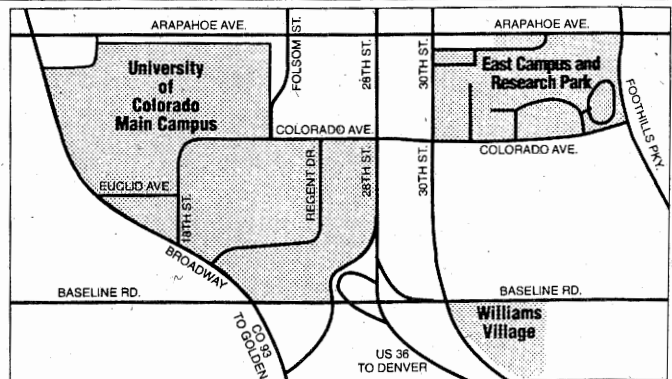 ARAPAHOE AVE.
ARAPAHOE AVE.
FOLSOM ST.
28TH ST.
30TH ST.
University
of
Colorado
Main Campus
East Campus and
Research Park
FOOTHILLS PKY.
COLORADO AVE.
COLORADO AVE.
EUCLID AVE.
18TH ST.
REGENT DR.
28TH ST.
30TH ST.
BROADWAY
BASELINE RD.
BASELINE RD.
Williams
Village
CO 93
TO GOLDEN
US 36
TO DENVER